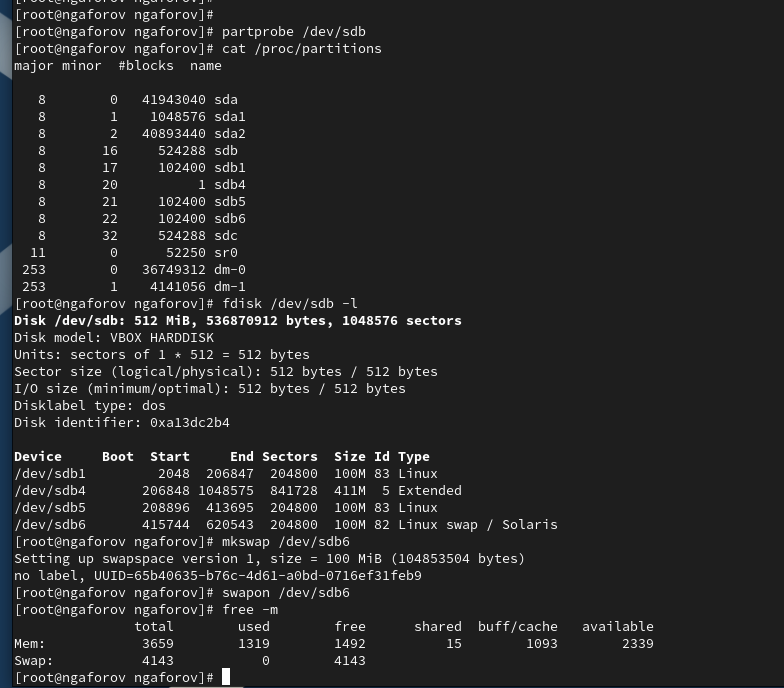 [root@ngaforov ngaforov]#
[root@ngaforov ngaforov]# partprobe /dev/sdb
[root@ngaforov ngaforov]# cat /proc/partitions
major minor  #blocks  name
   8        0   41943040 sda
   8        1    1048576 sda1
   8        2   40893440 sda2
   8       16     524288 sdb
   8       17     102400 sdb1
   8       20          1 sdb4
   8       21     102400 sdb5
   8       22     102400 sdb6
   8       32     524288 sdc
  11        0      52250 sr0
 253        0   36749312 dm-0
 253        1    4141056 dm-1
[root@ngaforov ngaforov]# fdisk /dev/sdb -l
Disk /dev/sdb: 512 MiB, 536870912 bytes, 1048576 sectors
Disk model: VBOX HARDDISK
Units: sectors of 1 * 512 = 512 bytes
Sector size (logical/physical): 512 bytes / 512 bytes
I/O size (minimum/optimal): 512 bytes / 512 bytes
Disklabel type: dos
Disk identifier: 0xa13dc2b4
Device     Boot  Start     End Sectors  Size Id Type
/dev/sdb1         2048  206847  204800  100M 83 Linux
/dev/sdb4       206848 1048575  841728  411M  5 Extended
/dev/sdb5       208896  413695  204800  100M 83 Linux
/dev/sdb6       415744  620543  204800  100M 82 Linux swap / Solaris
[root@ngaforov ngaforov]# mkswap /dev/sdb6
Setting up swapspace version 1, size = 100 MiB (104853504 bytes)
no label, UUID=65b40635-b76c-4d61-a0bd-0716ef31feb9
[root@ngaforov ngaforov]# swapon /dev/sdb6
[root@ngaforov ngaforov]# free -m
               total        used        free      shared  buff/cache   available
Mem:            3659        1319        1492          15        1093        2339
Swap:           4143           0        4143
[root@ngaforov ngaforov]#